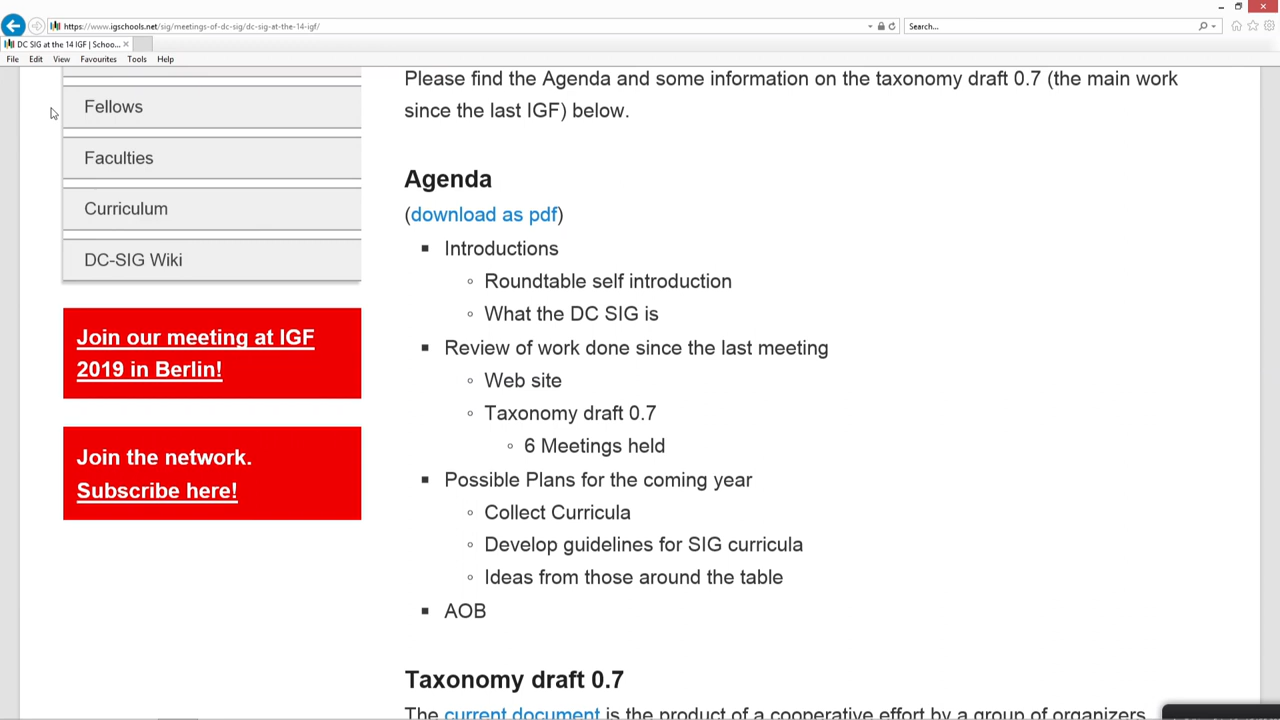 https://www.igschools.net/sig/meetings-of-dc-sig/dc-sig-at-the-14-igf/
Search...
DC SIG at the 14 IGF | Schoo...
File Edit View Favourites Tools Help
Fellows
Faculties
Curriculum
DC-SIG Wiki
Join our meeting at IGF
2019 in Berlin!
Join the network.
Subscribe here!
Please find the Agenda and some information on the taxonomy draft 0.7 (the main work
since the last IGF) below.
Agenda
(download as pdf)
Introductions
Roundtable self introduction
What the DC SIG is
Review of work done since the last meeting
Web site
Taxonomy draft 0.7
6 Meetings held
Possible Plans for the coming year
Collect Curricula
Develop guidelines for SIG curricula
Ideas from those around the table
AOB
Taxonomy draft 0.7
The current document is the product of a cooperative effort by a group of organizers